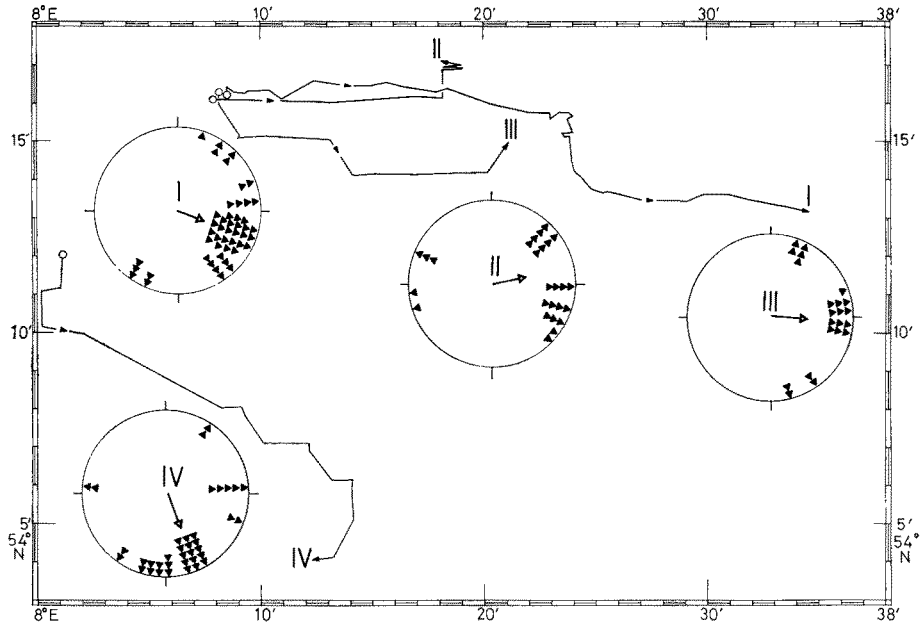 8°E 10' 20' 30' 38'
II
15' III 15'
I I
II
III
10' 10'
IV
5' 5'
54° N 54° N
IV
8°E 10' 20' 30' 38'